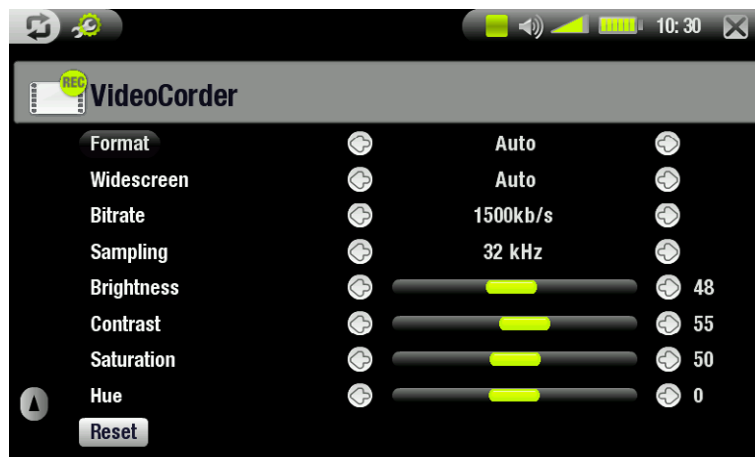 10:30
REC
VideoCorder
Format Auto
Widescreen Auto
Bitrate 1500kb/s
Sampling 32 kHz
Brightness 48
Contrast 55
Saturation 50
Hue 0
Reset